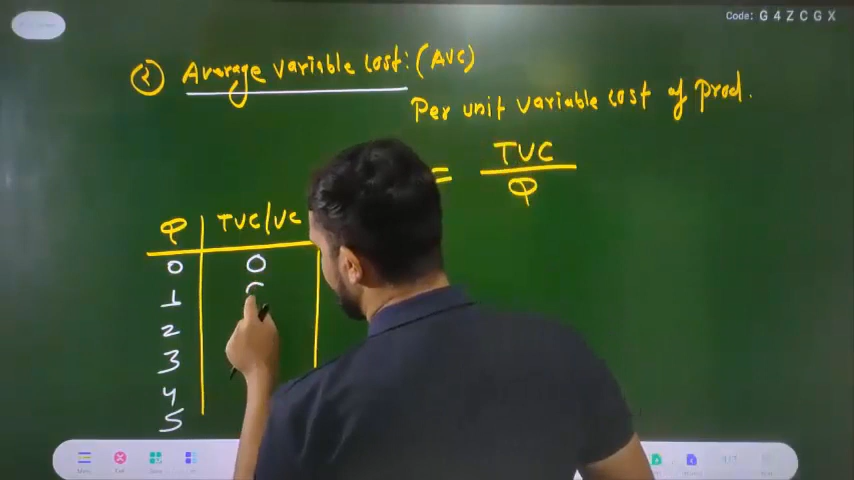 Code: G 4 Z C G X
(2) Average variable cost: (AVC)
Per unit variable cost of prod.
= TVC
Q
Q TVC/VC
0 0
1
2
3
4
5